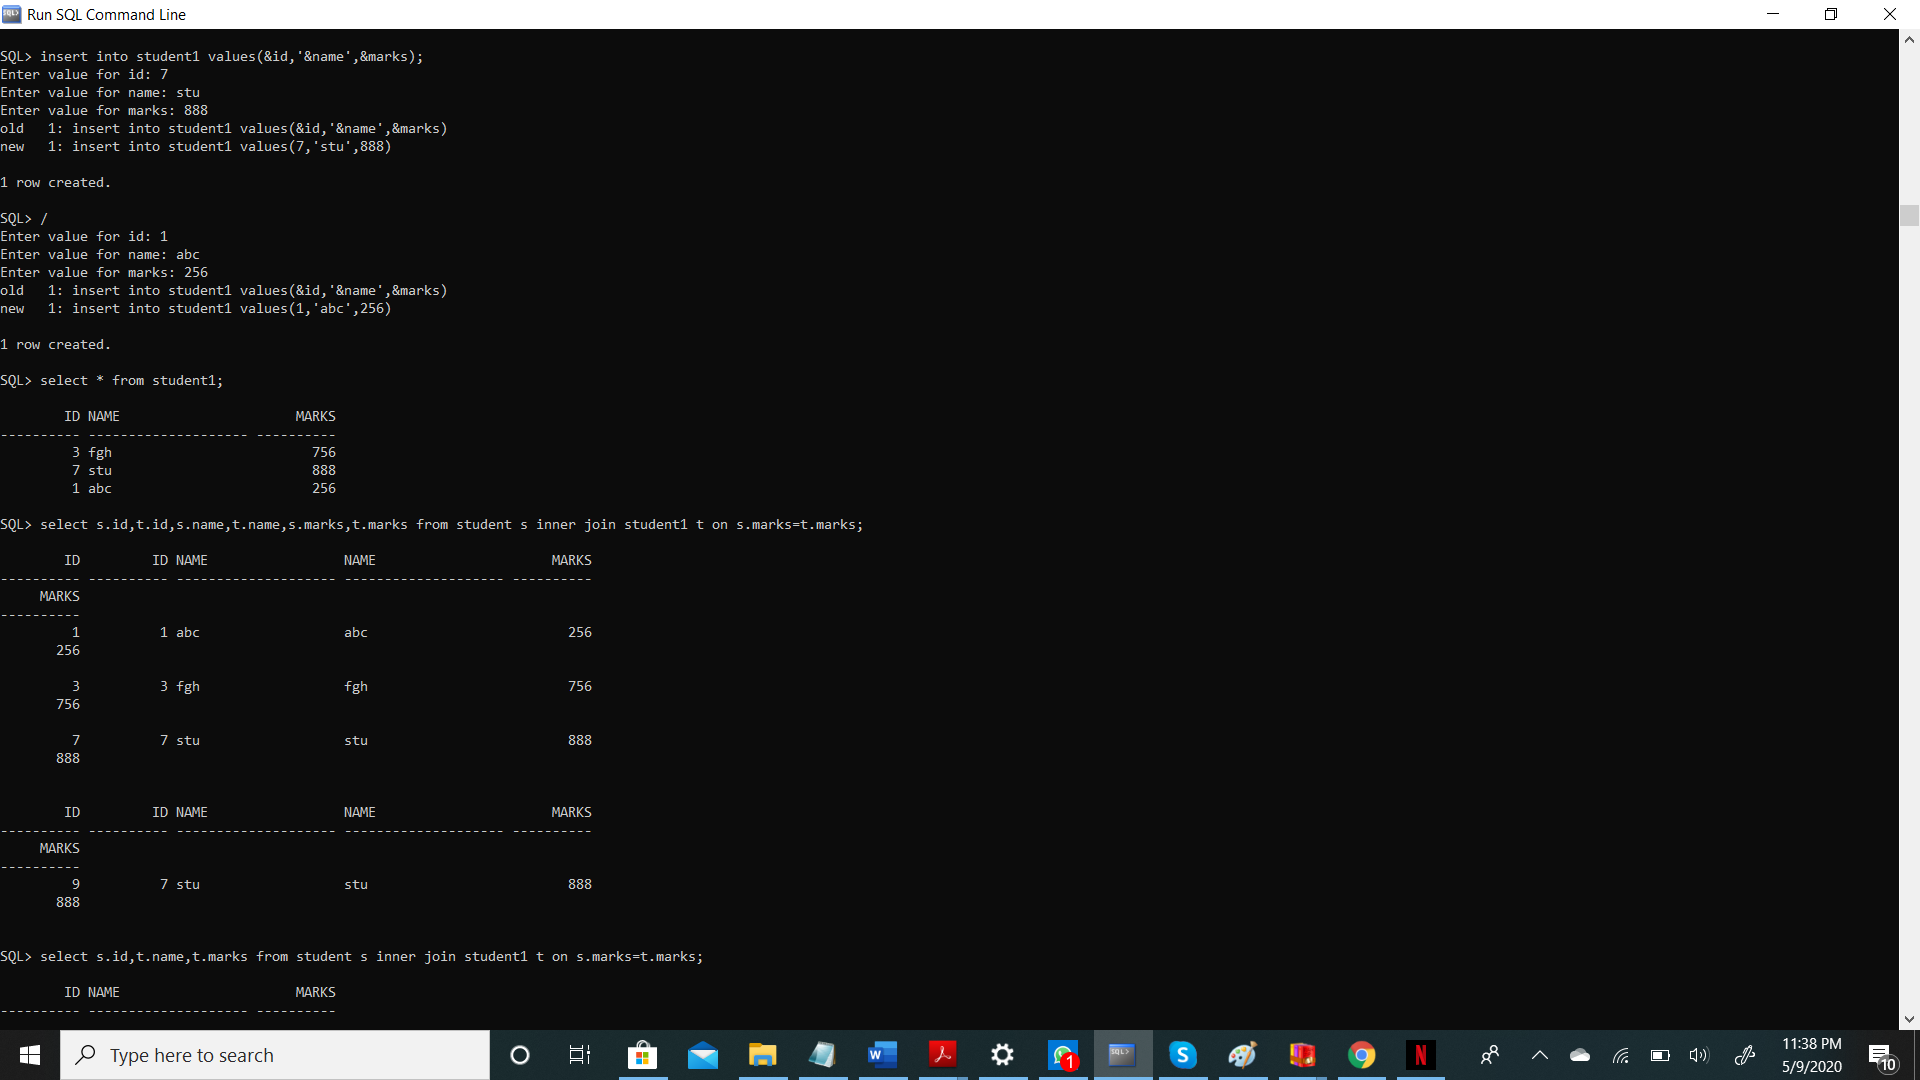 Run SQL Command Line
SQL> insert into student1 values(&id,'&name',&marks);
Enter value for id: 7
Enter value for name: stu
Enter value for marks: 888
old   1: insert into student1 values(&id,'&name',&marks)
new   1: insert into student1 values(7,'stu',888)
1 row created.
SQL> /
Enter value for id: 1
Enter value for name: abc
Enter value for marks: 256
old   1: insert into student1 values(&id,'&name',&marks)
new   1: insert into student1 values(1,'abc',256)
1 row created.
SQL> select * from student1;
        ID NAME                      MARKS
---------- -------------------- ----------
         3 fgh                         756
         7 stu                         888
         1 abc                         256
SQL> select s.id,t.id,s.name,t.name,s.marks,t.marks from student s inner join student1 t on s.marks=t.marks;
        ID         ID NAME                 NAME                      MARKS
---------- ---------- -------------------- -------------------- ----------
     MARKS
----------
         1          1 abc                  abc                         256
       256
         3          3 fgh                  fgh                         756
       756
         7          7 stu                  stu                         888
       888
        ID         ID NAME                 NAME                      MARKS
---------- ---------- -------------------- -------------------- ----------
     MARKS
----------
         9          7 stu                  stu                         888
       888
SQL> select s.id,t.name,t.marks from student s inner join student1 t on s.marks=t.marks;
        ID NAME                      MARKS
---------- -------------------- ----------
Type here to search
W
SQL>
S
N
1
11:38 PM
5/9/2020
10